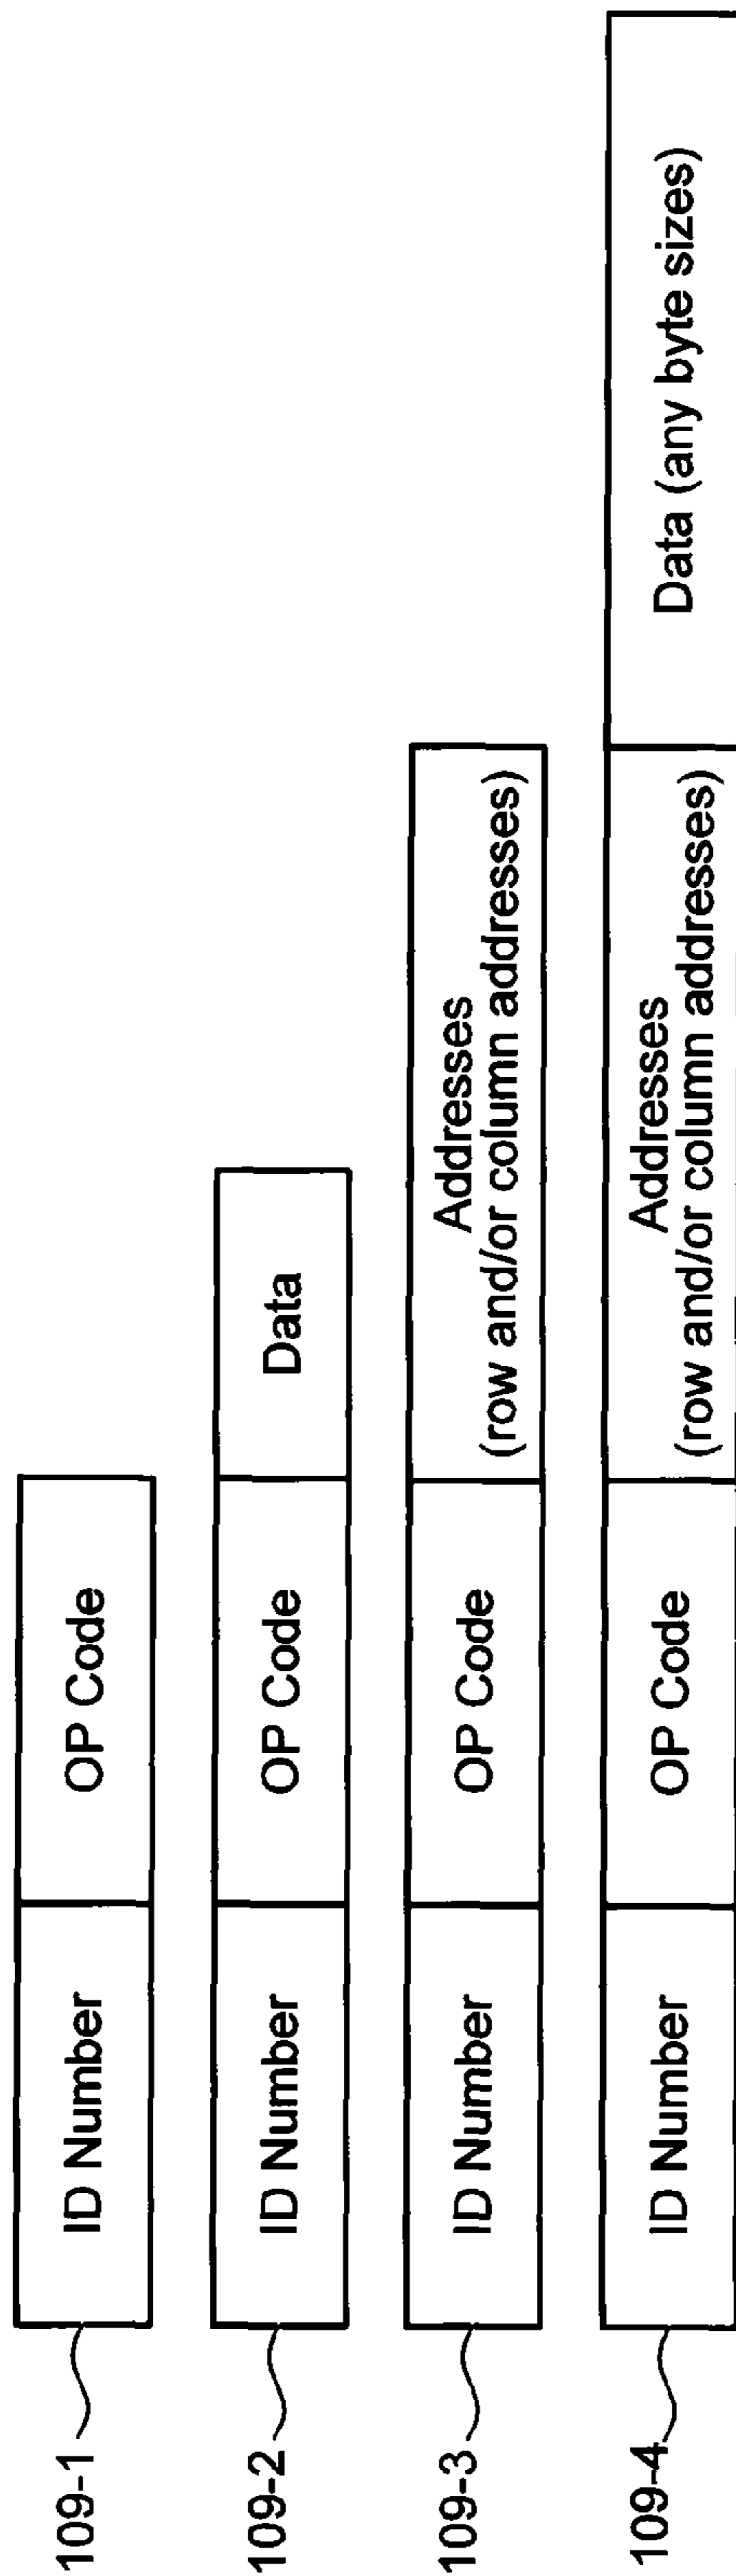 109-1
ID Number
OP Code
109-2
ID Number
OP Code
Data
109-3
ID Number
OP Code
Addresses
(row and/or column addresses)
109-4
ID Number
OP Code
Addresses
(row and/or column addresses)
Data (any byte sizes)